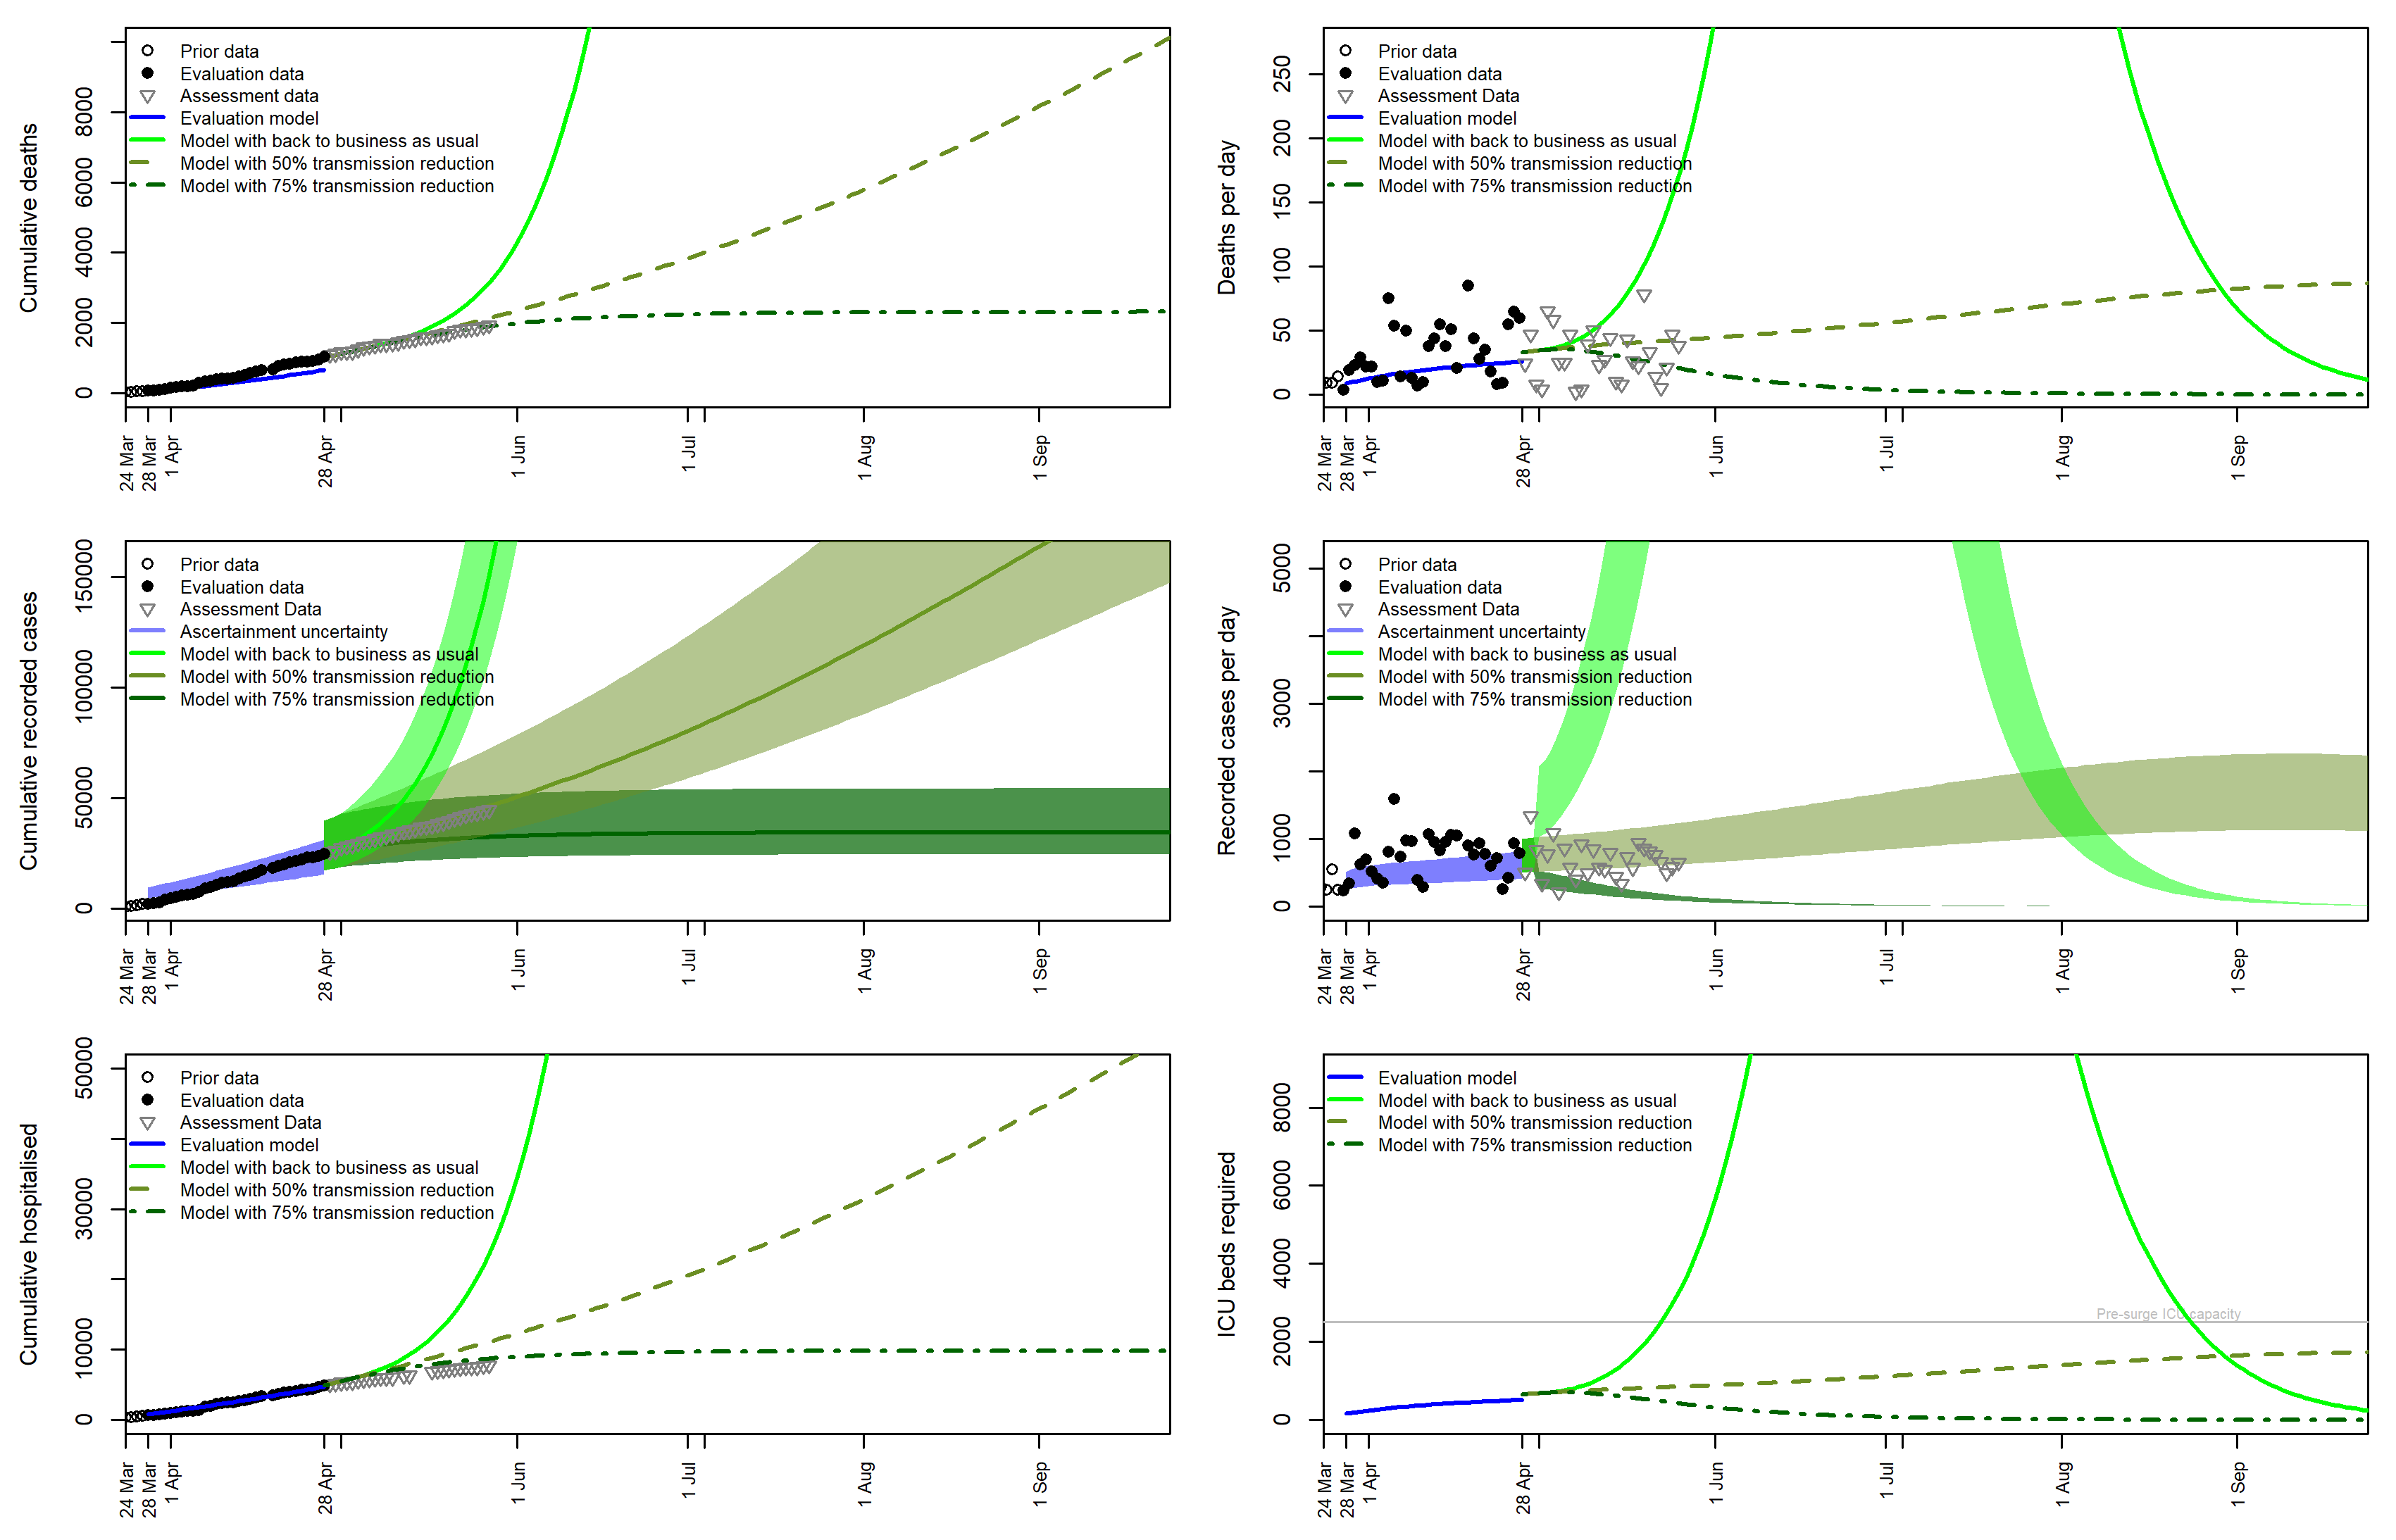 Cumulative deaths
0
2000
4000
6000
8000
Prior data
Evaluation data
Assessment data
Evaluation model
Model with back to business as usual
Model with 50% transmission reduction
Model with 75% transmission reduction
24 Mar
28 Mar
1 Apr
28 Apr
1 Jun
1 Jul
1 Aug
1 Sep
Deaths per day
0
50
100
150
200
250
Prior data
Evaluation data
Assessment Data
Evaluation model
Model with back to business as usual
Model with 50% transmission reduction
Model with 75% transmission reduction
24 Mar
28 Mar
1 Apr
28 Apr
1 Jun
1 Jul
1 Aug
1 Sep
Cumulative recorded cases
0
50000
100000
150000
Prior data
Evaluation data
Assessment Data
Ascertainment uncertainty
Model with back to business as usual
Model with 50% transmission reduction
Model with 75% transmission reduction
24 Mar
28 Mar
1 Apr
28 Apr
1 Jun
1 Jul
1 Aug
1 Sep
Recorded cases per day
0
1000
3000
5000
Prior data
Evaluation data
Assessment Data
Ascertainment uncertainty
Model with back to business as usual
Model with 50% transmission reduction
Model with 75% transmission reduction
24 Mar
28 Mar
1 Apr
28 Apr
1 Jun
1 Jul
1 Aug
1 Sep
Cumulative hospitalised
0
10000
30000
50000
Prior data
Evaluation data
Assessment Data
Evaluation model
Model with back to business as usual
Model with 50% transmission reduction
Model with 75% transmission reduction
24 Mar
28 Mar
1 Apr
28 Apr
1 Jun
1 Jul
1 Aug
1 Sep
ICU beds required
0
2000
4000
6000
8000
Evaluation model
Model with back to business as usual
Model with 50% transmission reduction
Model with 75% transmission reduction
Pre-surge ICU capacity
24 Mar
28 Mar
1 Apr
28 Apr
1 Jun
1 Jul
1 Aug
1 Sep